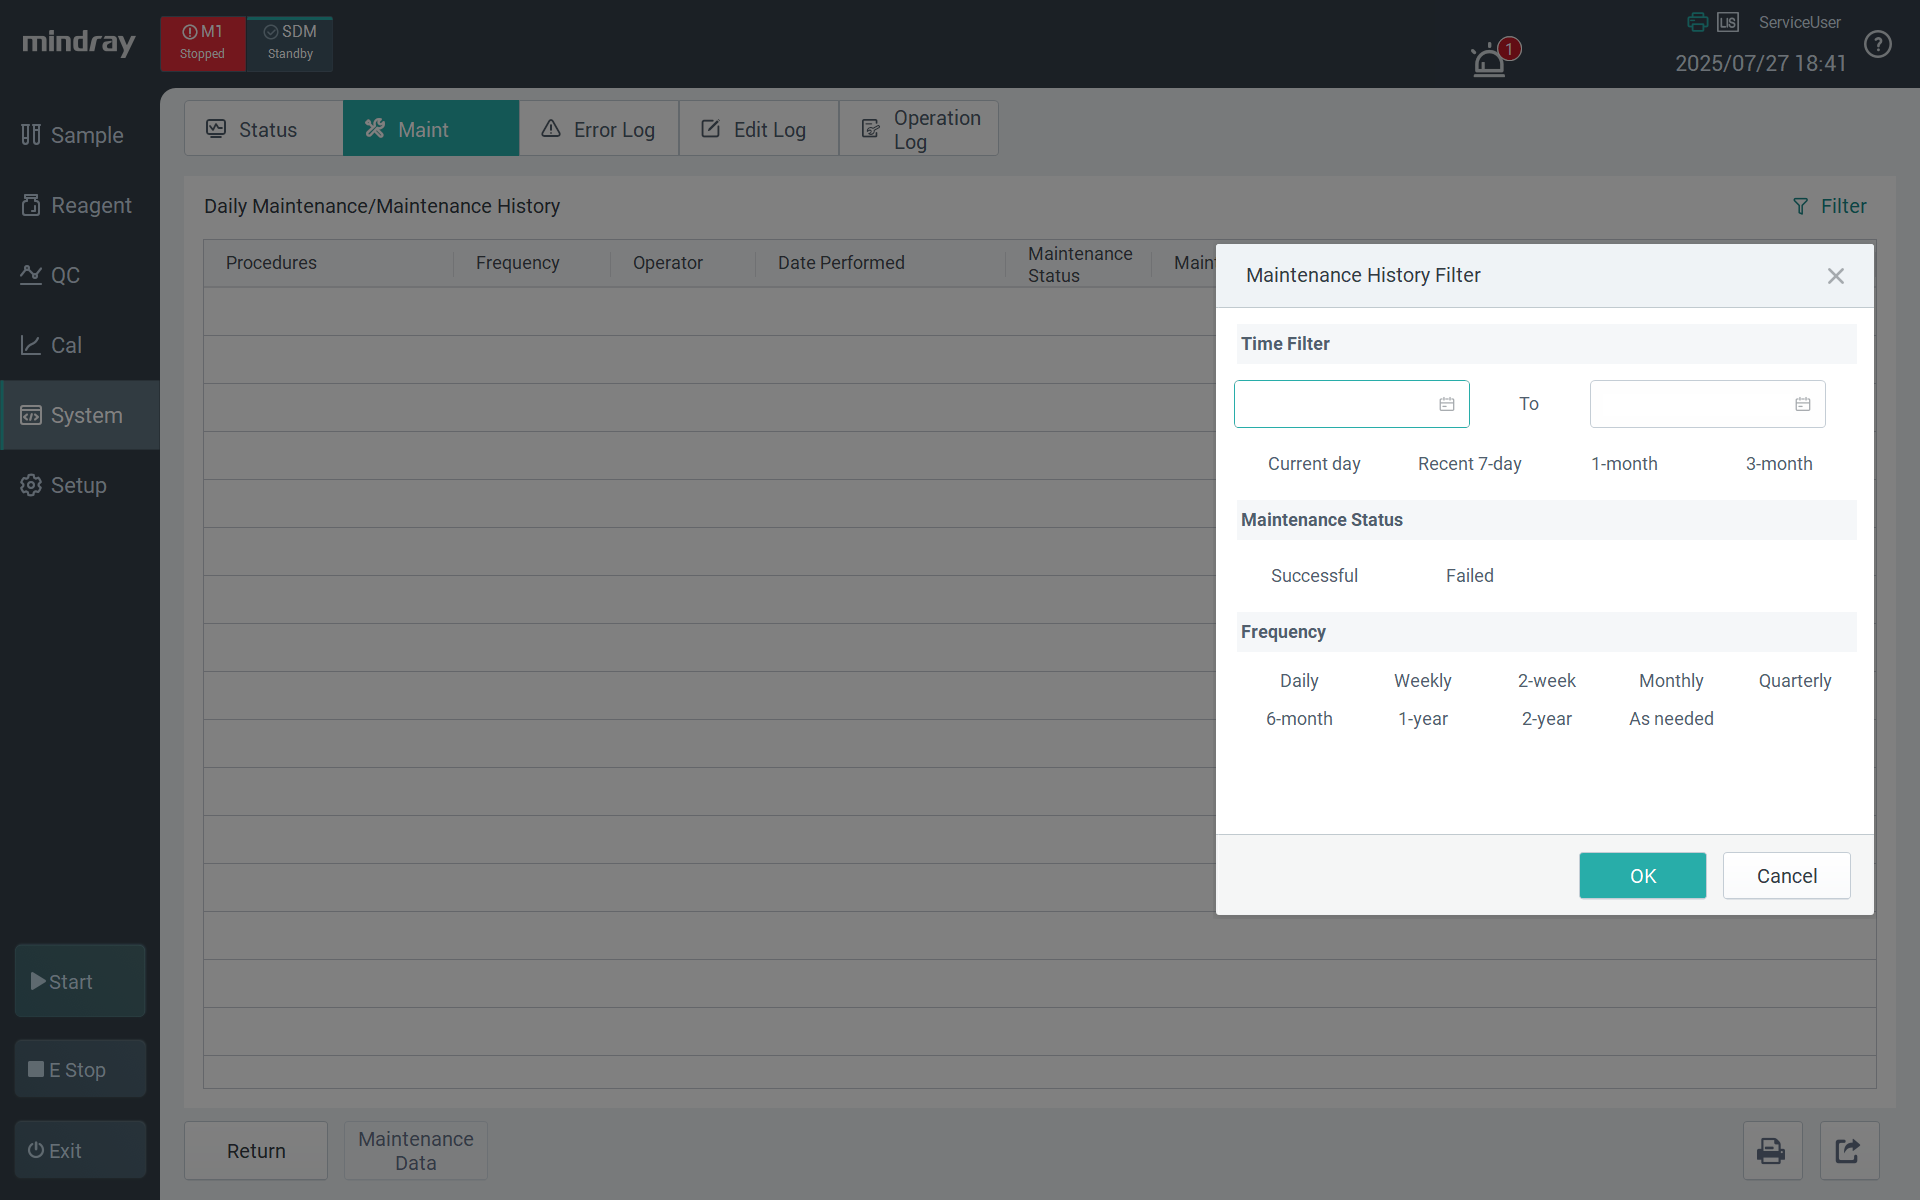 mindray
M1
Stopped
SDM
Standby
LIS
ServiceUser
1
2025/07/27 18:41
?
Sample
Reagent
QC
Cal
System
Setup
Start
E Stop
Exit
Status
Maint
Error Log
Edit Log
Operation
Log
Daily Maintenance/Maintenance History
Filter
Procedures
Frequency
Operator
Date Performed
Maintenance
Status
Main
Maintenance History Filter
Time Filter
To
Current day
Recent 7-day
1-month
3-month
Maintenance Status
Successful
Failed
Frequency
Daily
Weekly
2-week
Monthly
Quarterly
6-month
1-year
2-year
As needed
OK
Cancel
Return
Maintenance
Data